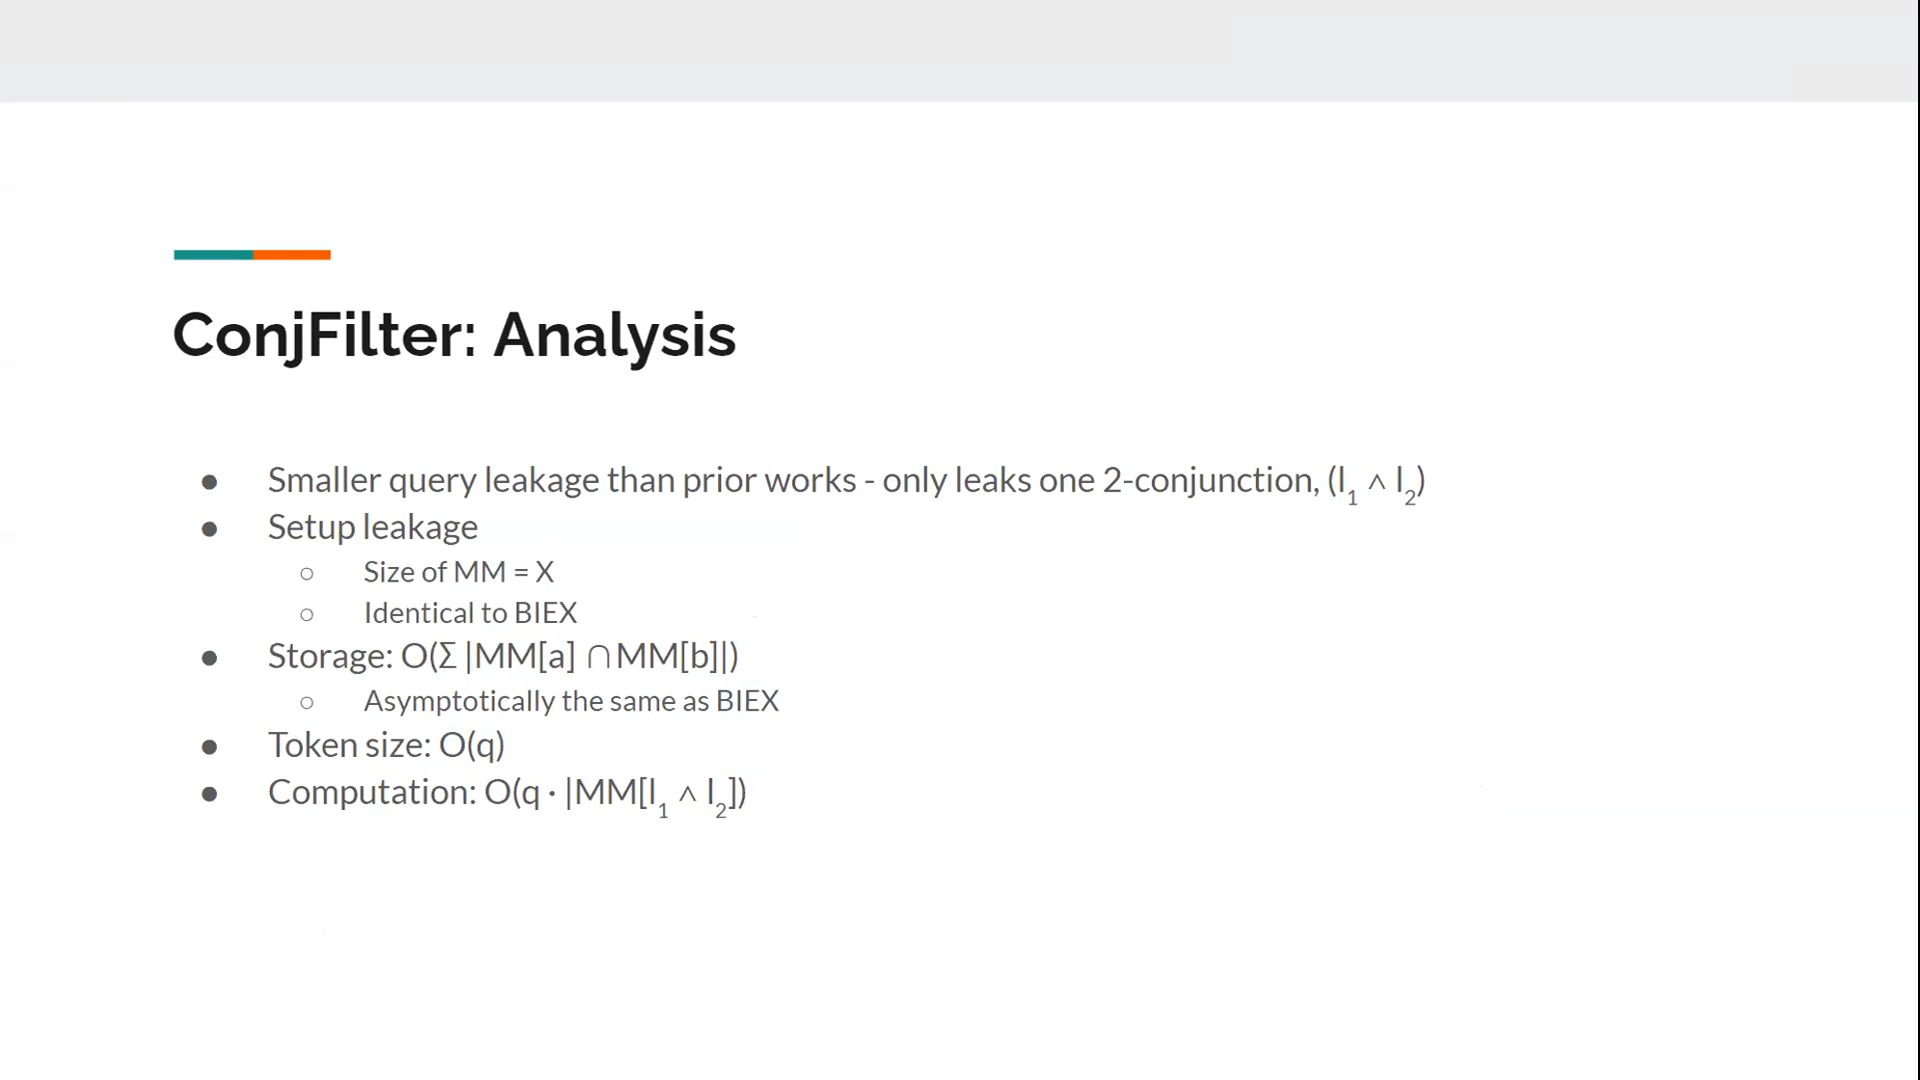 ConjFilter: Analysis
● Smaller query leakage than prior works - only leaks one 2-conjunction, (l₁ ∧ l₂)
● Setup leakage
○ Size of MM = X
○ Identical to BIEX
● Storage: O(Σ |MM[a] ∩ MM[b]|)
○ Asymptotically the same as BIEX
● Token size: O(q)
● Computation: O(q · |MM[l₁ ∧ l₂])